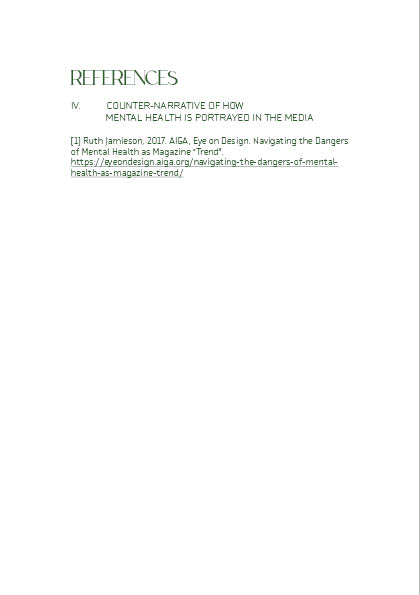 REFERENCES
IV. COUNTER-NARRATIVE OF HOW
MENTAL HEALTH IS PORTRAYED IN THE MEDIA
[1] Ruth Jamieson, 2017. AIGA, Eye on Design. Navigating the Dangers
of Mental Health as Magazine "Trend".
https://eyeondesign.aiga.org/navigating-the-dangers-of-mental-
health-as-magazine-trend/